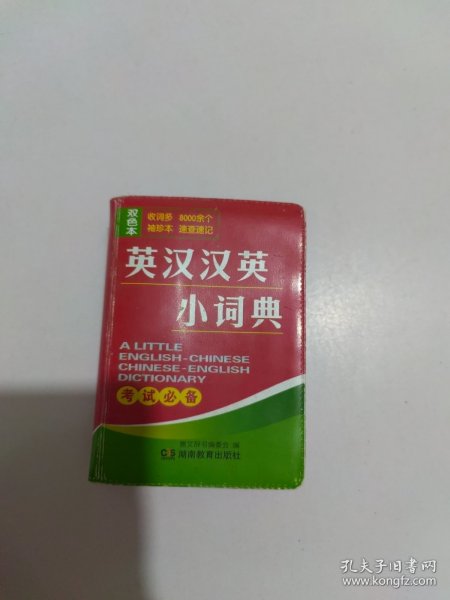 双色本
收词多 8000余个
袖珍本 速查速记
英汉汉英
小词典
A LITTLE
ENGLISH-CHINESE
CHINESE-ENGLISH
DICTIONARY
考试必备
湖南教育出版社
孔夫子旧书网
www.kongfz.com